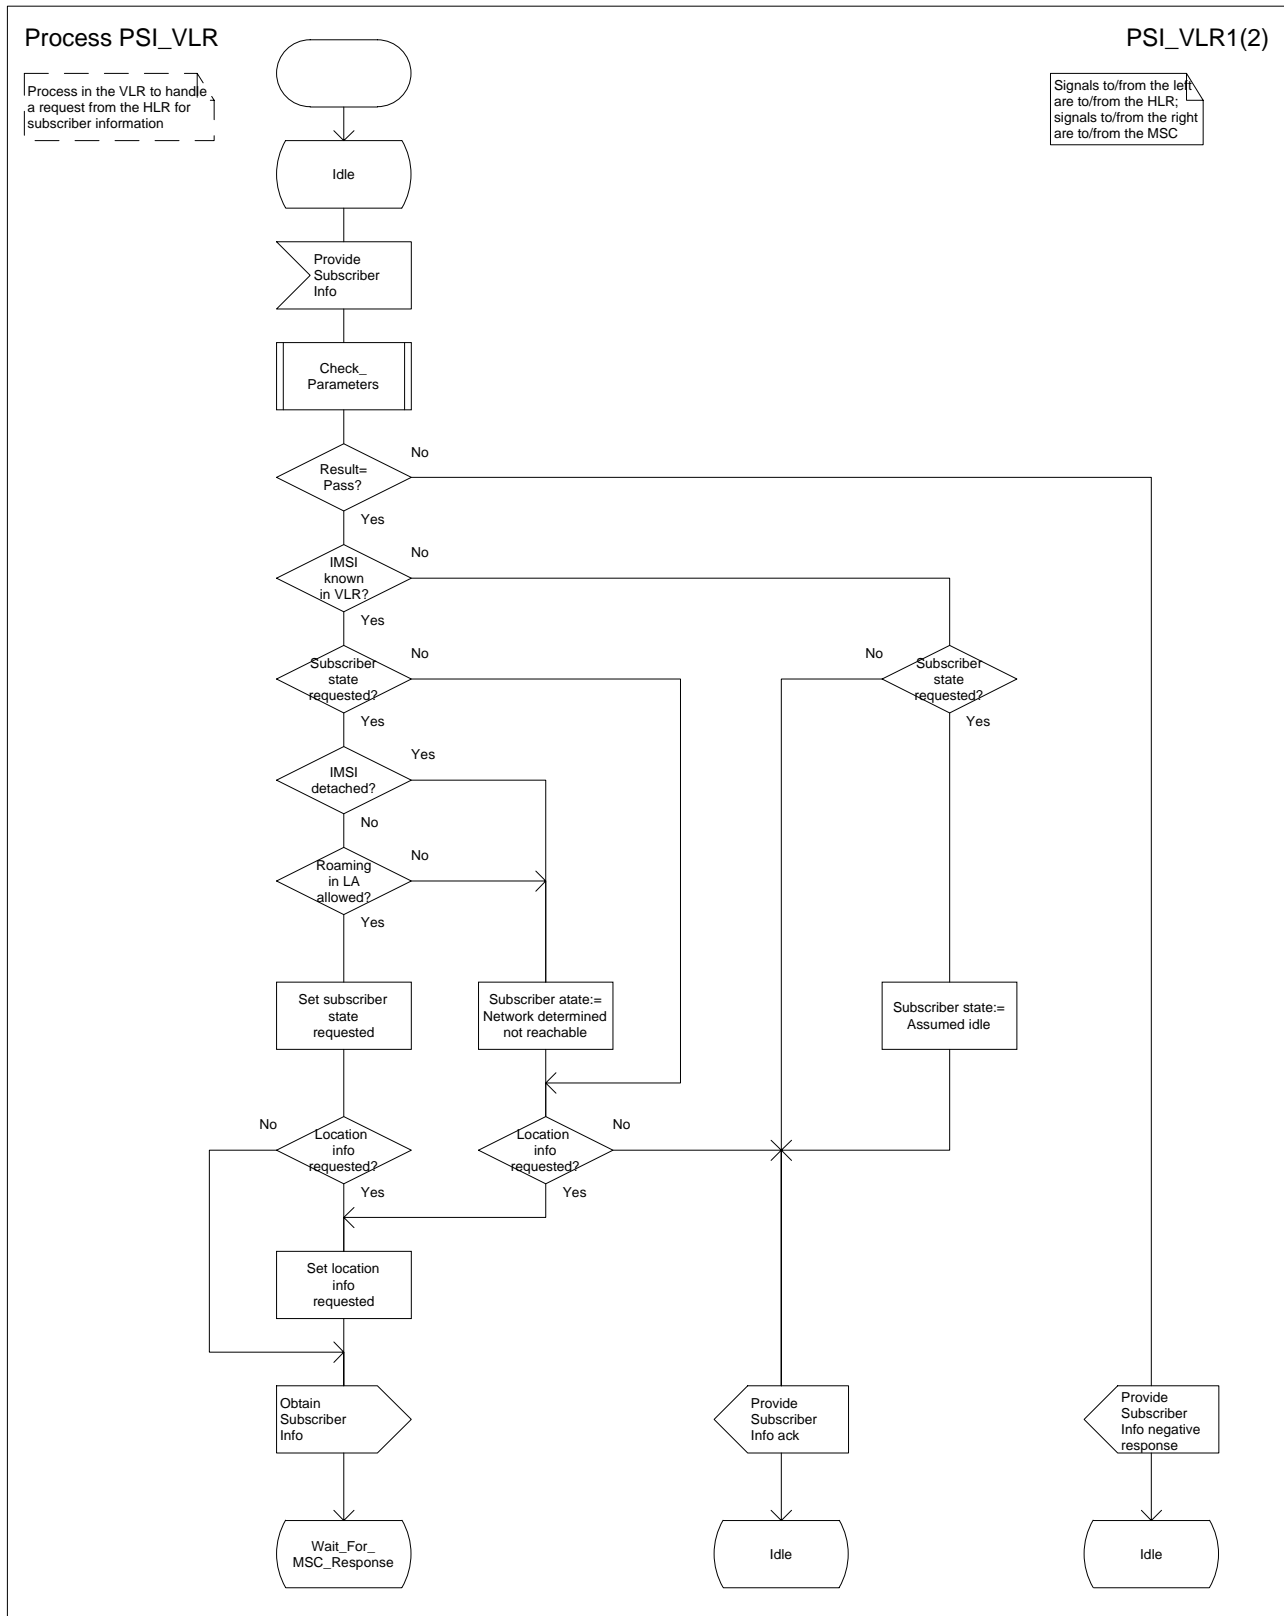 Process PSI_VLR
PSI_VLR1(2)
Process in the VLR to handle
a request from the HLR for
subscriber information
Signals to/from the left
are to/from the HLR;
signals to/from the right
are to/from the MSC
Idle
Provide
Subscriber
Info
Check_
Parameters
Result=
Pass?
No
Yes
IMSI
known
in VLR?
No
Yes
Subscriber
state
requested?
No
Yes
No
Subscriber
state
requested?
Yes
IMSI
detached?
Yes
No
Roaming
in LA
allowed?
No
Yes
Set subscriber
state
requested
Subscriber atate:=
Network determined
not reachable
Subscriber state:=
Assumed idle
No
Location
info
requested?
Yes
Location
info
requested?
No
Yes
Set location
info
requested
Obtain
Subscriber
Info
Provide
Subscriber
Info ack
Provide
Subscriber
Info negative
response
Wait_For_
MSC_Response
Idle
Idle